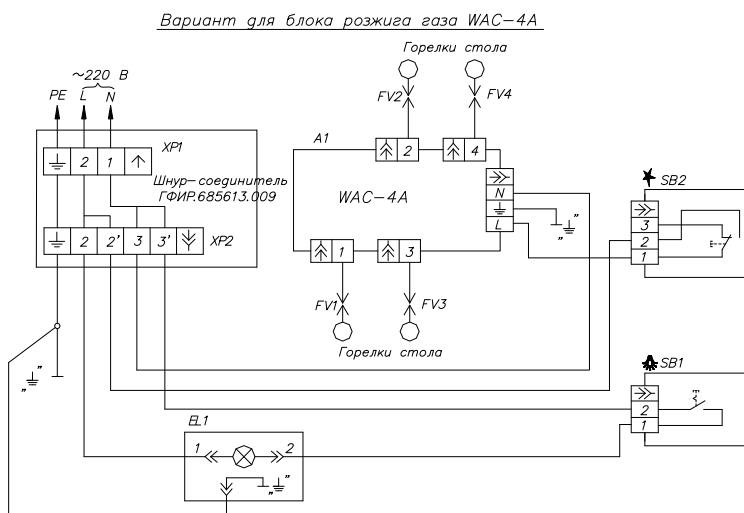 Вариант для блока розжига газа WAC-4A
~220 В
PE L N
XP1
2 1
Шнур-соединитель
ГФИР.685613.009
2 2' 3 3'
XP2
Горелки стола
FV2 FV4
A1
2 4
WAC-4A
N
L
„ ”
1 3
FV1 FV3
Горелки стола
SB2
3
2
1
„ ”
SB1
2
1
EL1
1 2
„ ”